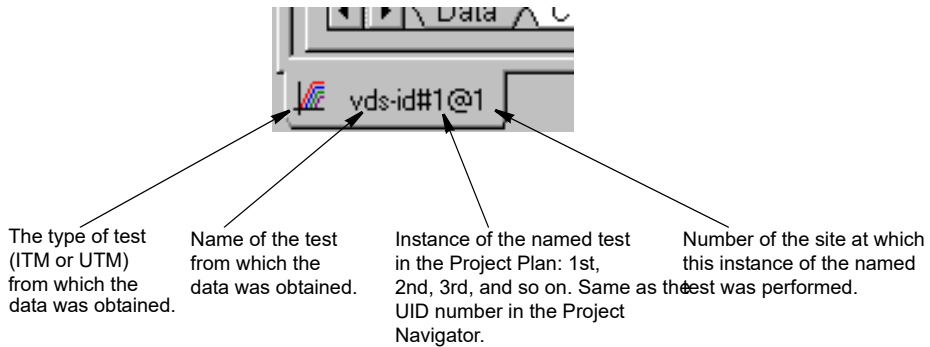 Data C
vds-id#1@1
The type of test
(ITM or UTM)
from which the
data was obtained.
Name of the test
from which the
data was obtained.
Instance of the named test
in the Project Plan: 1st,
2nd, 3rd, and so on. Same as the
UID number in the Project
Navigator.
Number of the site at which
this instance of the named
test was performed.